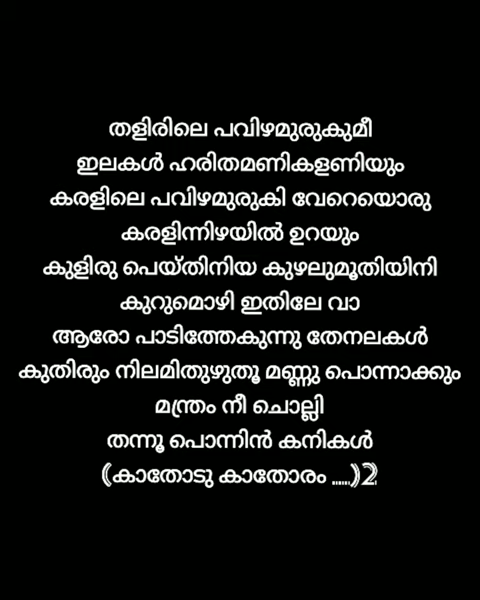 തളിരിലെ പവിഴമുരുകുമീ
ഇലകൾ ഹരിതമണികളണിയും
കരളിലെ പവിഴമുരുകി വേറെയൊരു
കരളിന്നിഴയിൽ ഉറയും
കുളിരു പെയ്തിനിയ കുഴലുമൂതിയിനി
കുറുമൊഴി ഇതിലേ വാ
ആരോ പാടിത്തേകുന്നു തേനലകൾ
കുതിരും നിലമിതുഴുതൂ മണ്ണു പൊന്നാക്കും
മന്ത്രം നീ ചൊല്ലി
തന്നൂ പൊന്നിൻ കനികൾ
(കാതോടു കാതോരം ......)2